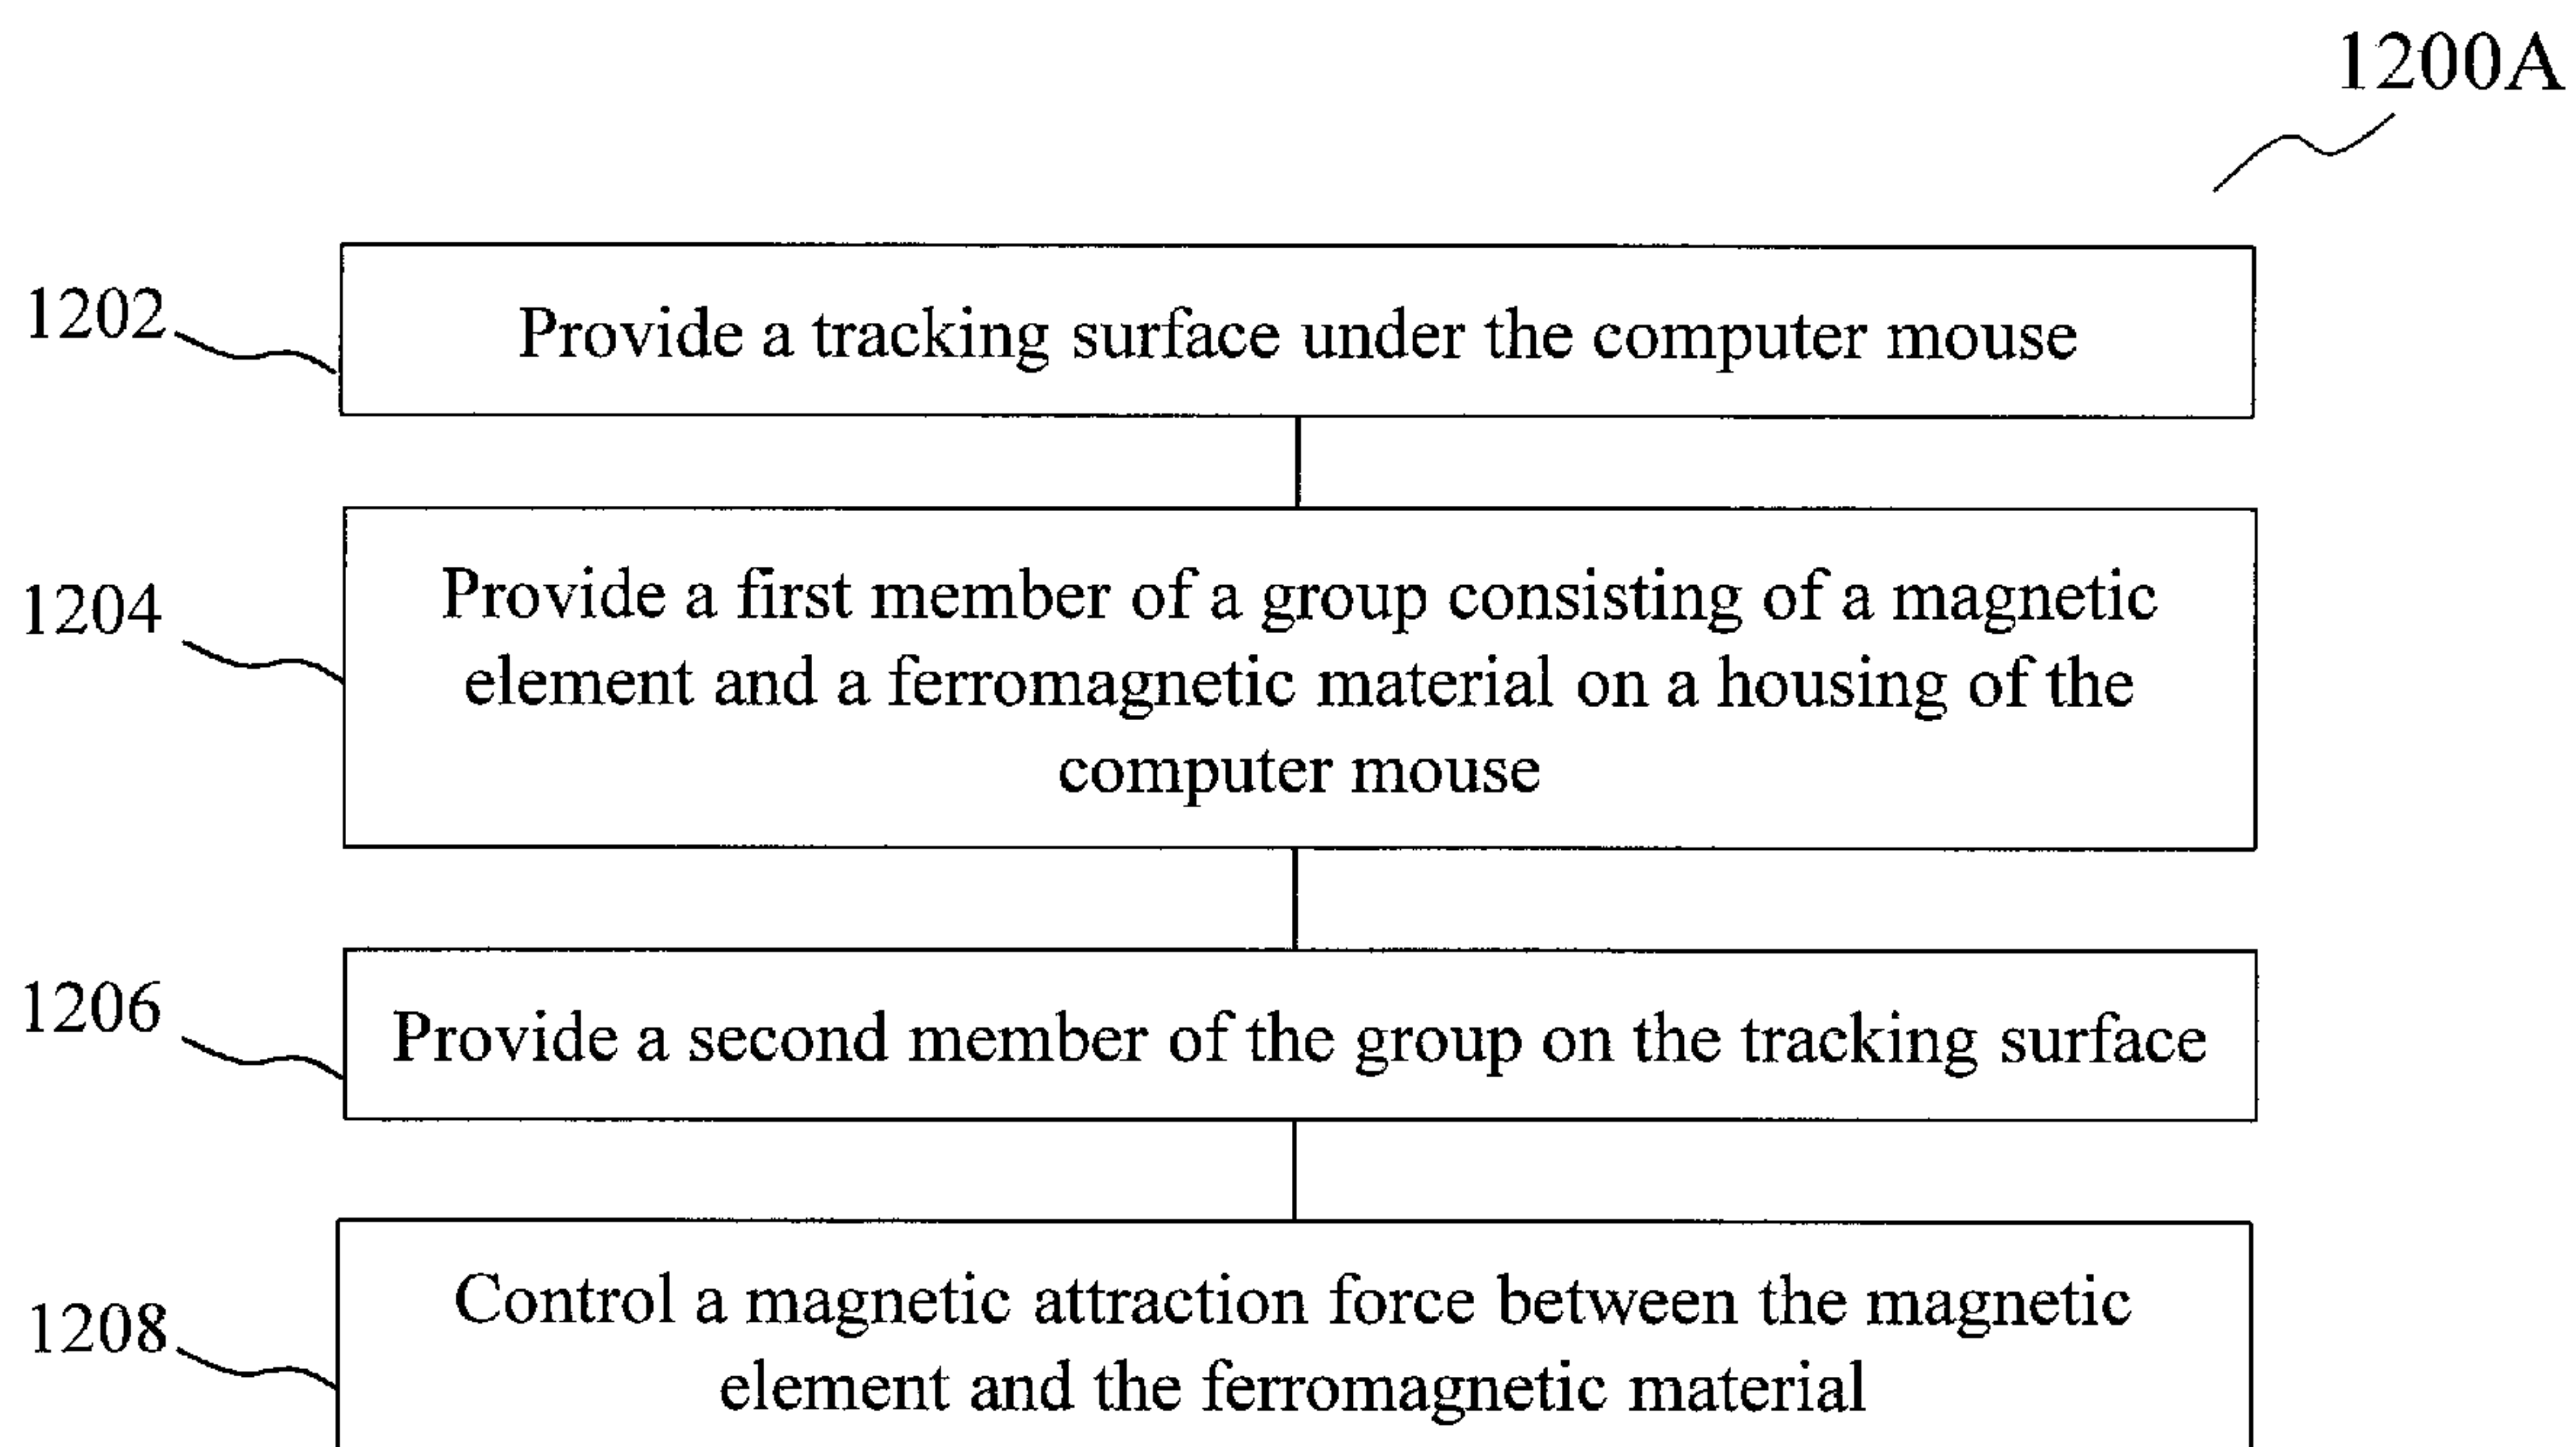 1200A
1202
Provide a tracking surface under the computer mouse
1204
Provide a first member of a group consisting of a magnetic
element and a ferromagnetic material on a housing of the
computer mouse
1206
Provide a second member of the group on the tracking surface
1208
Control a magnetic attraction force between the magnetic
element and the ferromagnetic material